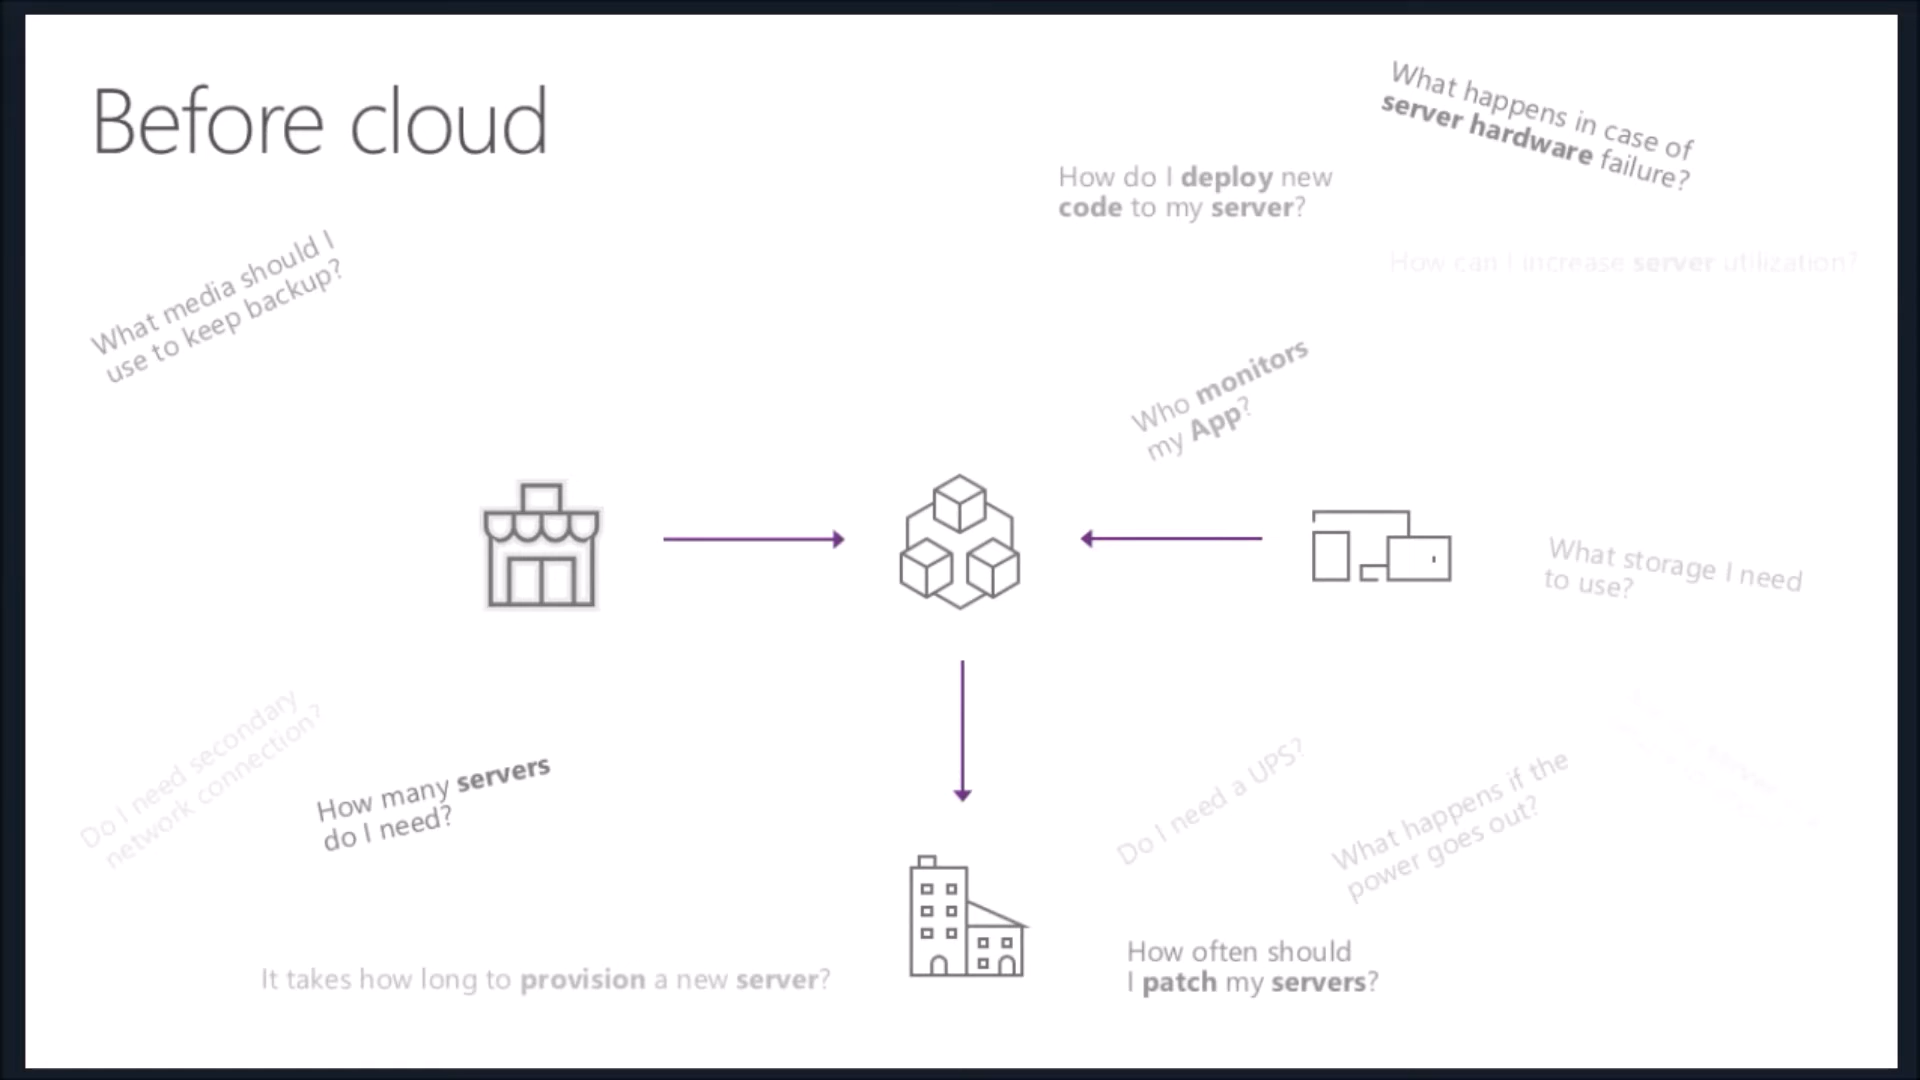 Before cloud
What happens in case of
server hardware failure?
How do I deploy new
code to my server?
How can I increase server utilization?
What media should I
use to keep backup?
Who monitors
my App?
What storage I need
to use?
Do I need secondary
network connection?
How many servers
do I need?
Do I need a UPS?
What happens if the
power goes out?
How often should
I patch my servers?
It takes how long to provision a new server?